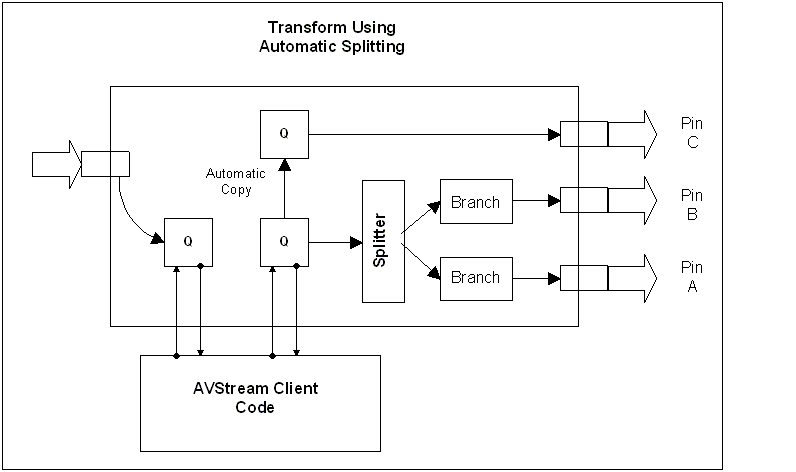 Transform Using
Automatic Splitting
Q
Pin
C
Automatic
Copy
Branch
Pin
B
Q
Q
Splitter
Branch
Pin
A
AVStream Client
Code